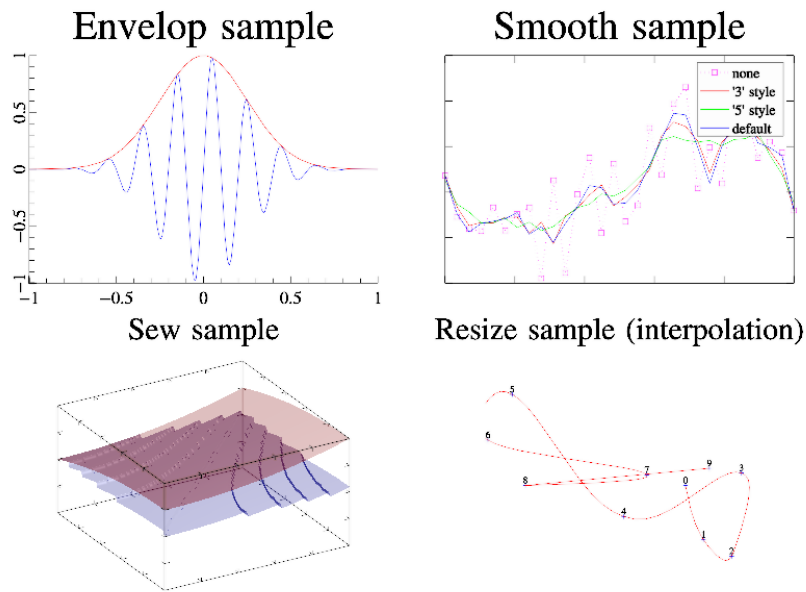 Envelop sample
1
0.5
0
−0.5
−1
−1
−0.5
0
0.5
1
Smooth sample
none
'3' style
'5' style
default
Sew sample
Resize sample (interpolation)
5
6
7
9
8
0
3
4
1
2